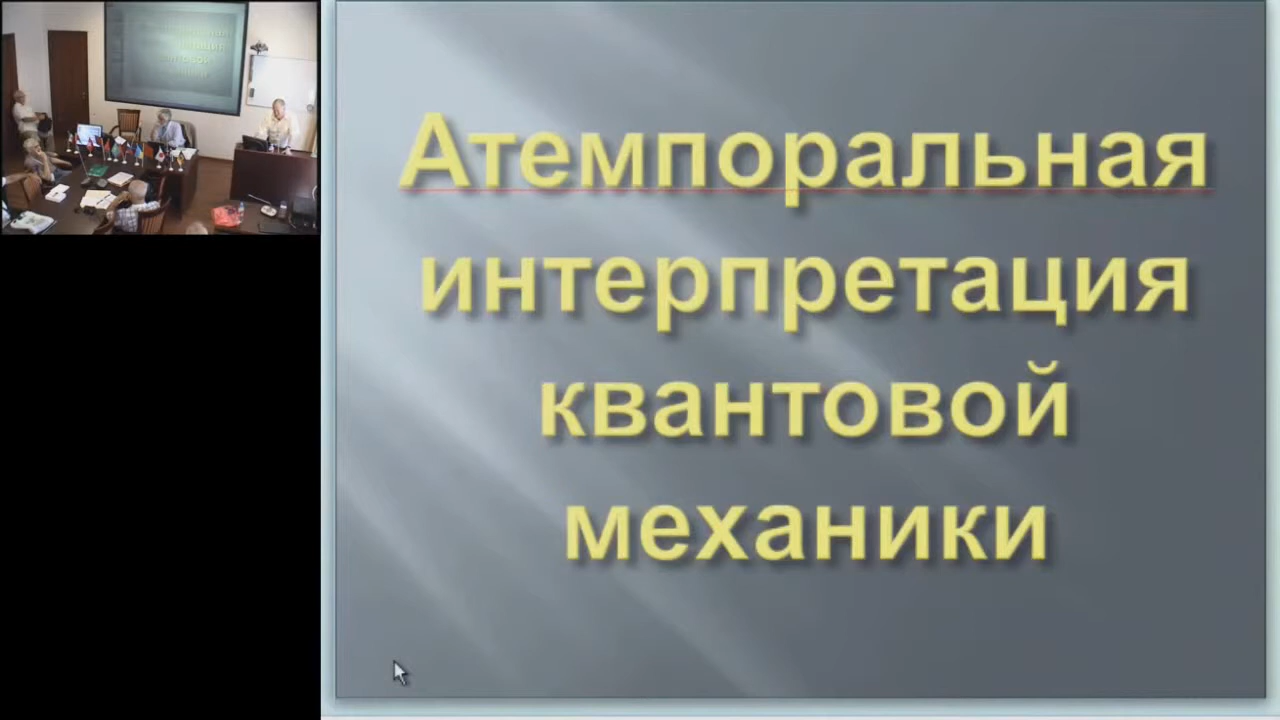 Атемпоральная
интерпретация
квантовой
механики